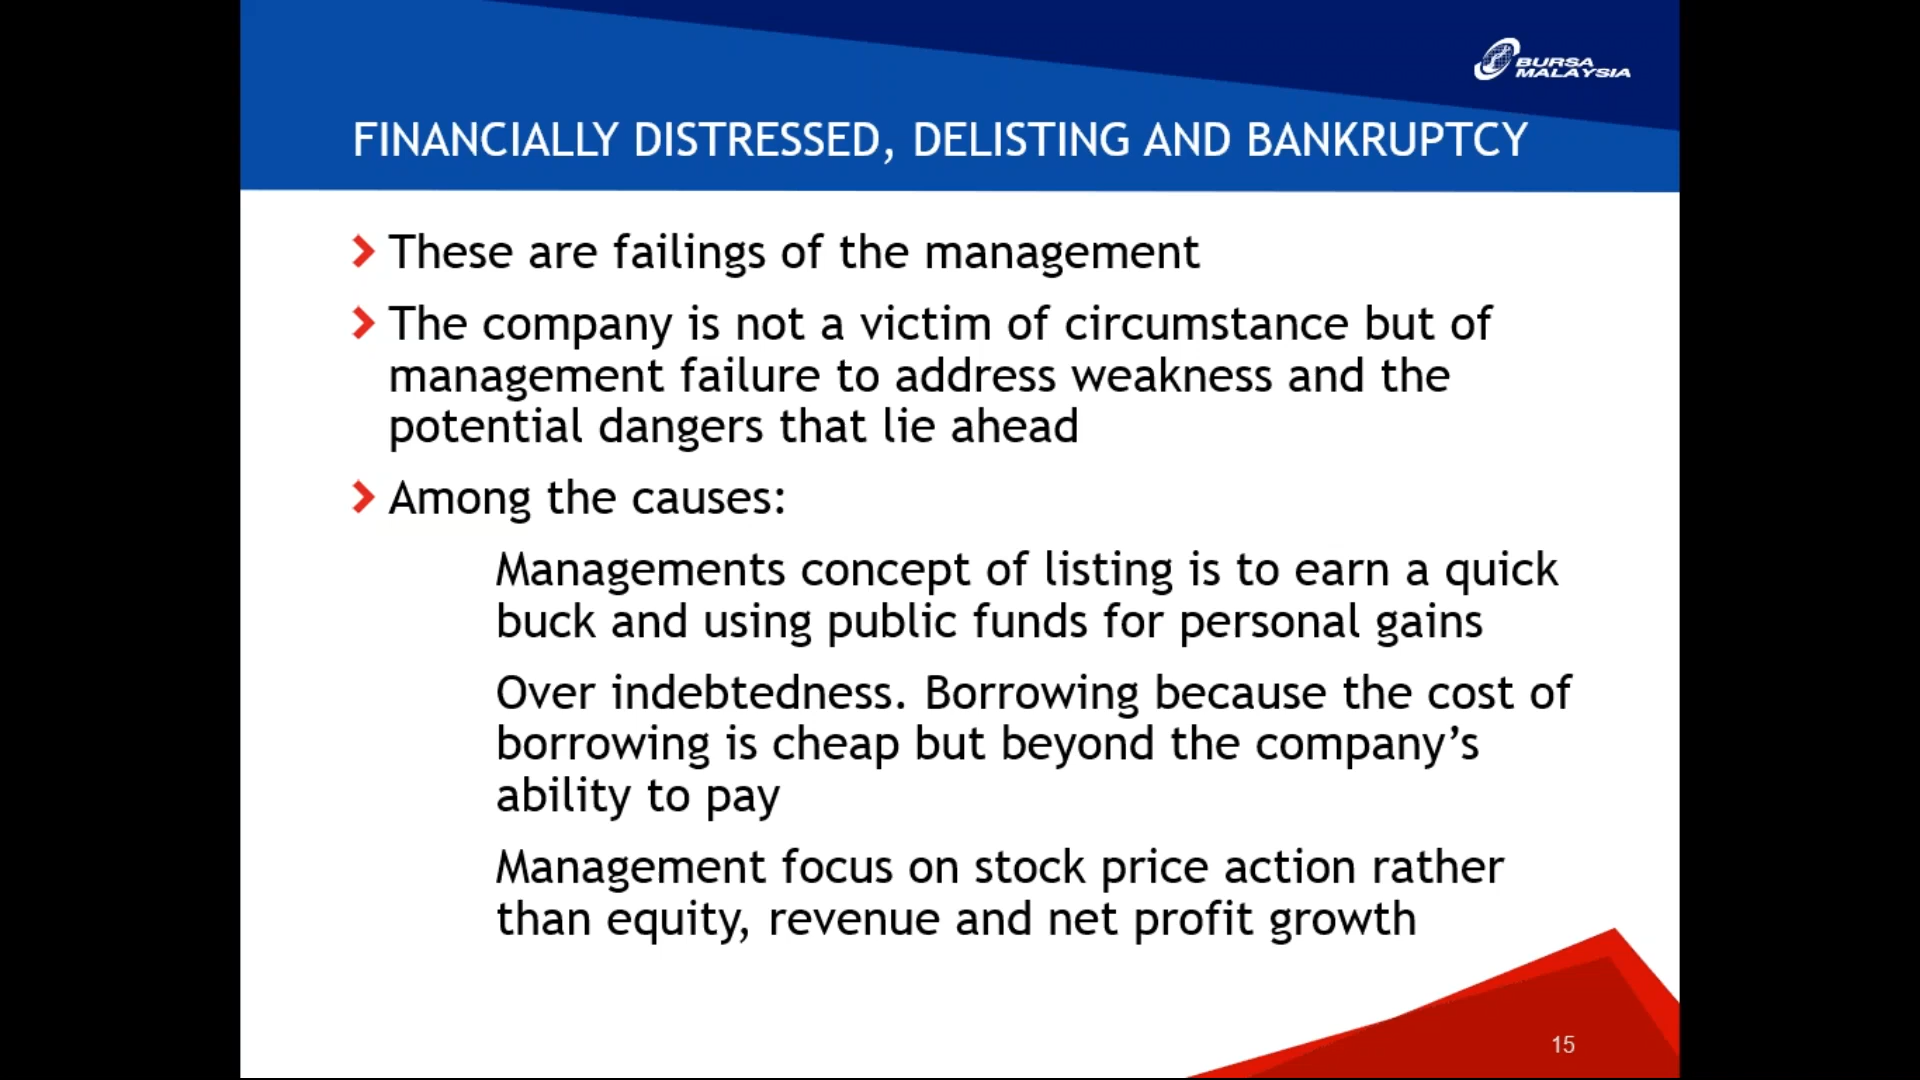 BURSA
MALAYSIA
FINANCIALLY DISTRESSED, DELISTING AND BANKRUPTCY
These are failings of the management
The company is not a victim of circumstance but of
management failure to address weakness and the
potential dangers that lie ahead
Among the causes:
Managements concept of listing is to earn a quick
buck and using public funds for personal gains
Over indebtedness. Borrowing because the cost of
borrowing is cheap but beyond the company’s
ability to pay
Management focus on stock price action rather
than equity, revenue and net profit growth
15